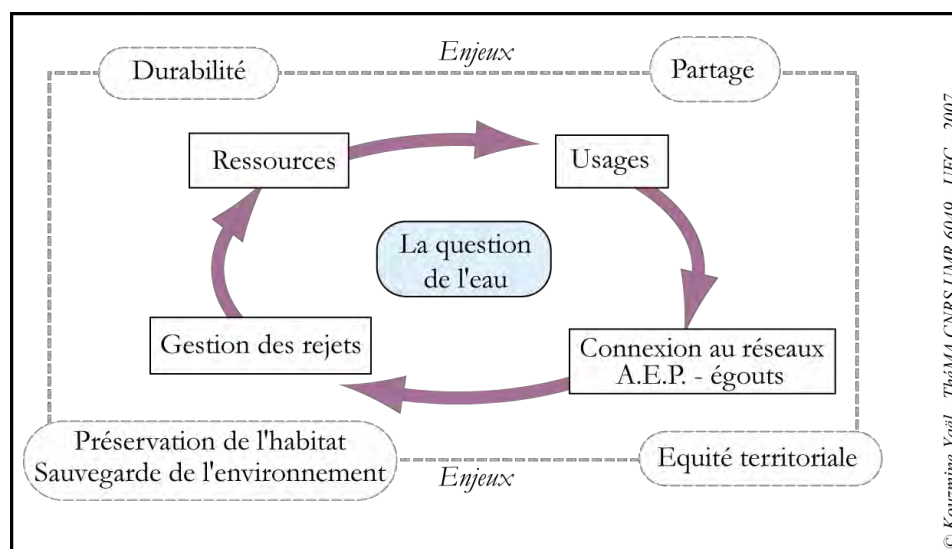 Enjeux
Durabilité
Partage
Ressources
Usages
La question
de l'eau
Gestion des rejets
Connexion au réseaux
A.E.P. - égouts
Préservation de l'habitat
Sauvegarde de l'environnement
Equité territoriale
Enjeux
© Kouzmine Yaël ThéMA CNRS UMR 6049 UFC 2007